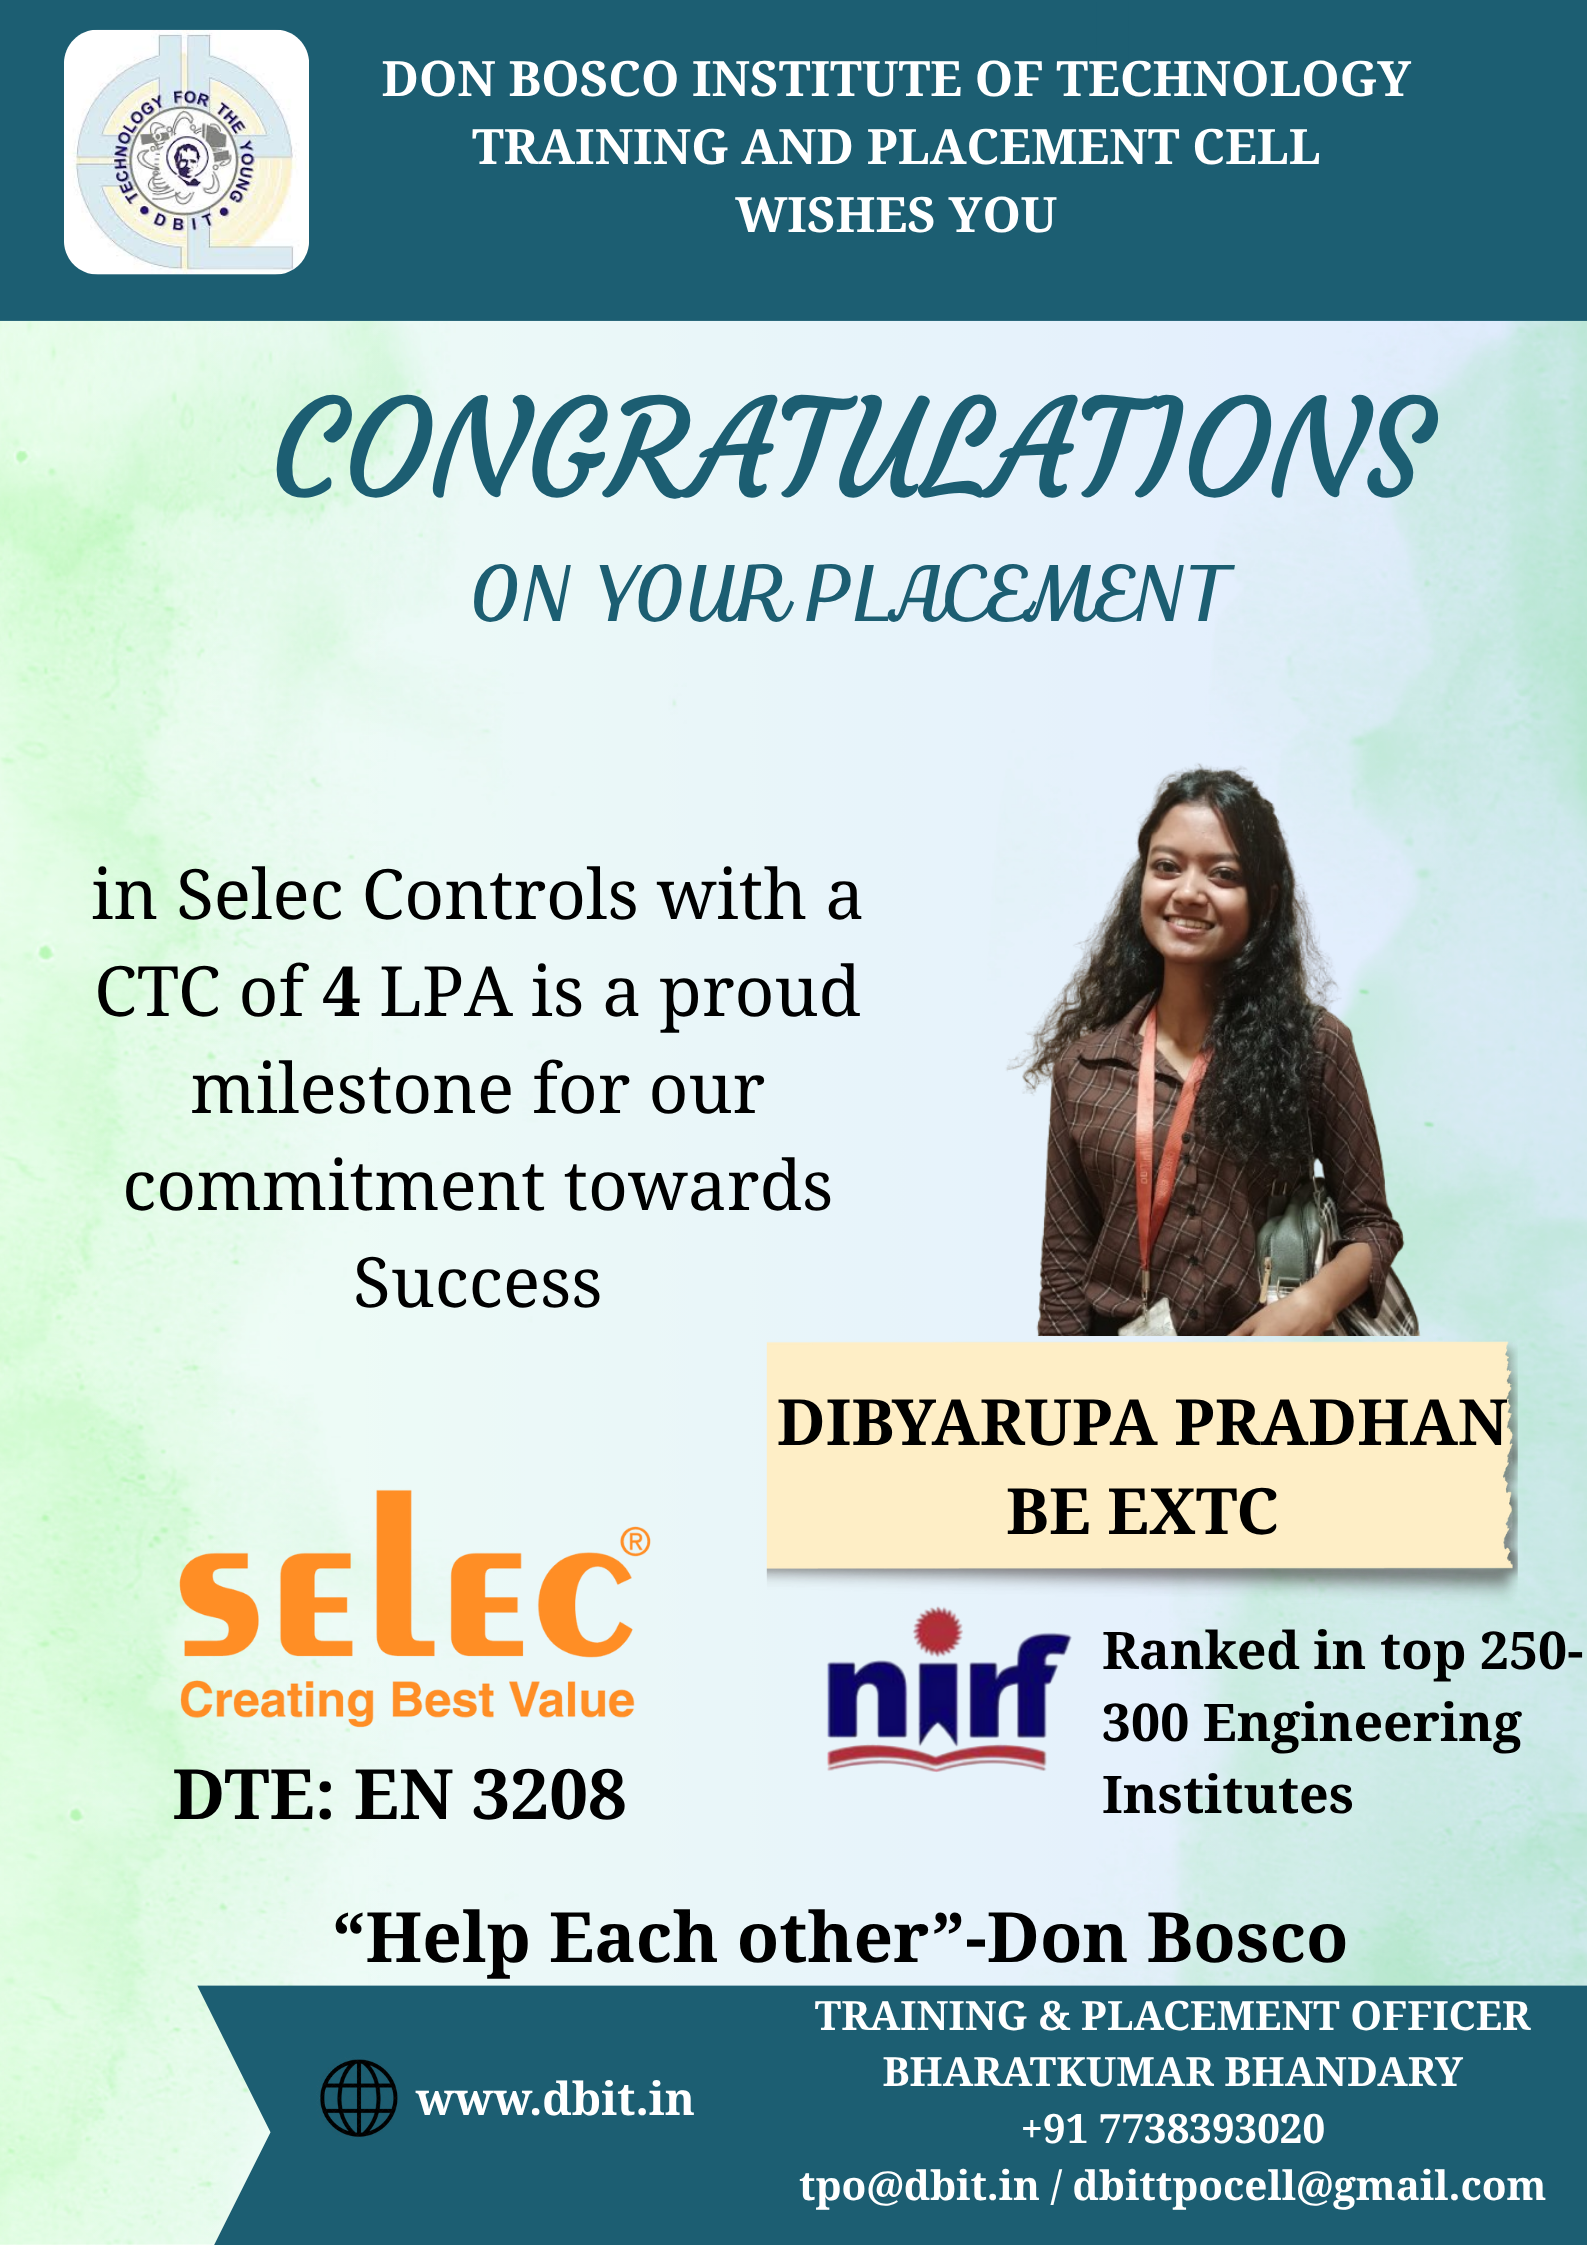 TECHNOLOGY FOR THE YOUNG
DBIT
DON BOSCO INSTITUTE OF TECHNOLOGY
TRAINING AND PLACEMENT CELL
WISHES YOU
CONGRATULATIONS
ON YOUR PLACEMENT
in Selec Controls with a
CTC of 4 LPA is a proud
milestone for our
commitment towards
Success
DIBYARUPA PRADHAN
BE EXTC
selec®
Creating Best Value
DTE: EN 3208
nirf
Ranked in top 250-
300 Engineering
Institutes
“Help Each other”-Don Bosco
www.dbit.in
TRAINING & PLACEMENT OFFICER
BHARATKUMAR BHANDARY
+91 7738393020
tpo@dbit.in / dbittpocell@gmail.com